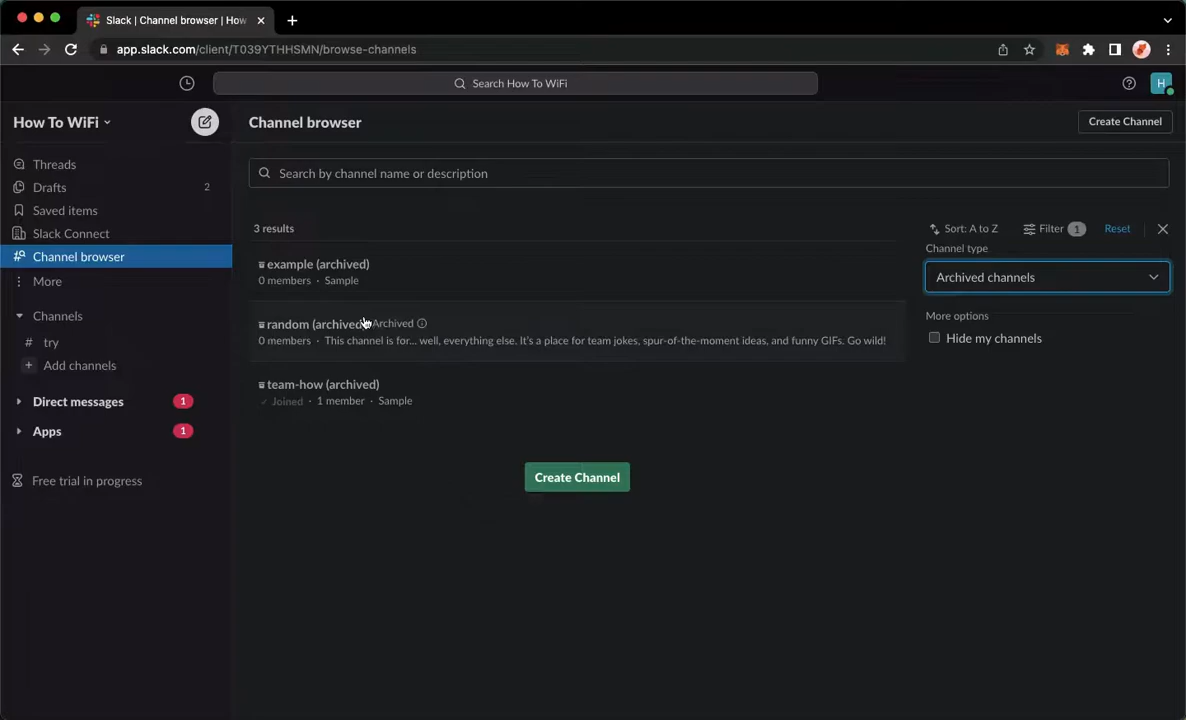 Slack | Channel browser | How
app.slack.com/client/T039YTHHSMN/browse-channels
Search How To WiFi
H
How To WiFi
Channel browser
Create Channel
Threads
Drafts
2
Saved items
Slack Connect
Channel browser
More
Channels
# try
+ Add channels
Direct messages
1
Apps
1
Free trial in progress
Search by channel name or description
3 results
Sort: A to Z
Filter
1
Reset
Channel type
Archived channels
More options
Hide my channels
example (archived)
0 members · Sample
random (archived) Archived
0 members · This channel is for... well, everything else. It's a place for team jokes, spur-of-the-moment ideas, and funny GIFs. Go wild!
team-how (archived)
✓ Joined · 1 member · Sample
Create Channel